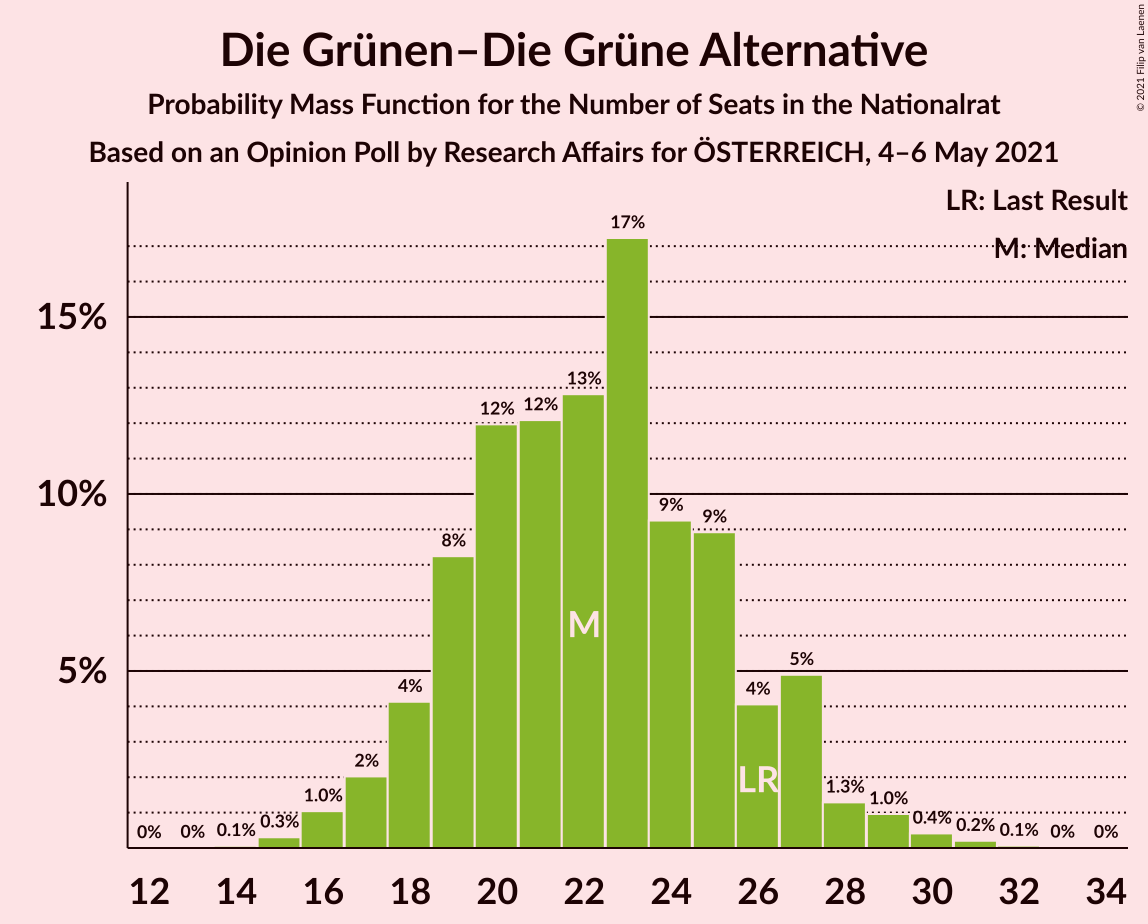 Die Grünen–Die Grüne Alternative
Probability Mass Function for the Number of Seats in the Nationalrat
Based on an Opinion Poll by Research Affairs for ÖSTERREICH, 4–6 May 2021
© 2021 Filip van Laenen
LR: Last Result
M: Median
15%
10%
5%
0%
0%
0.1%
0.3%
1.0%
2%
4%
8%
12%
12%
13%
17%
9%
9%
4%
5%
1.3%
1.0%
0.4%
0.2%
0.1%
0%
0%
M
LR
12 14 16 18 20 22 24 26 28 30 32 34